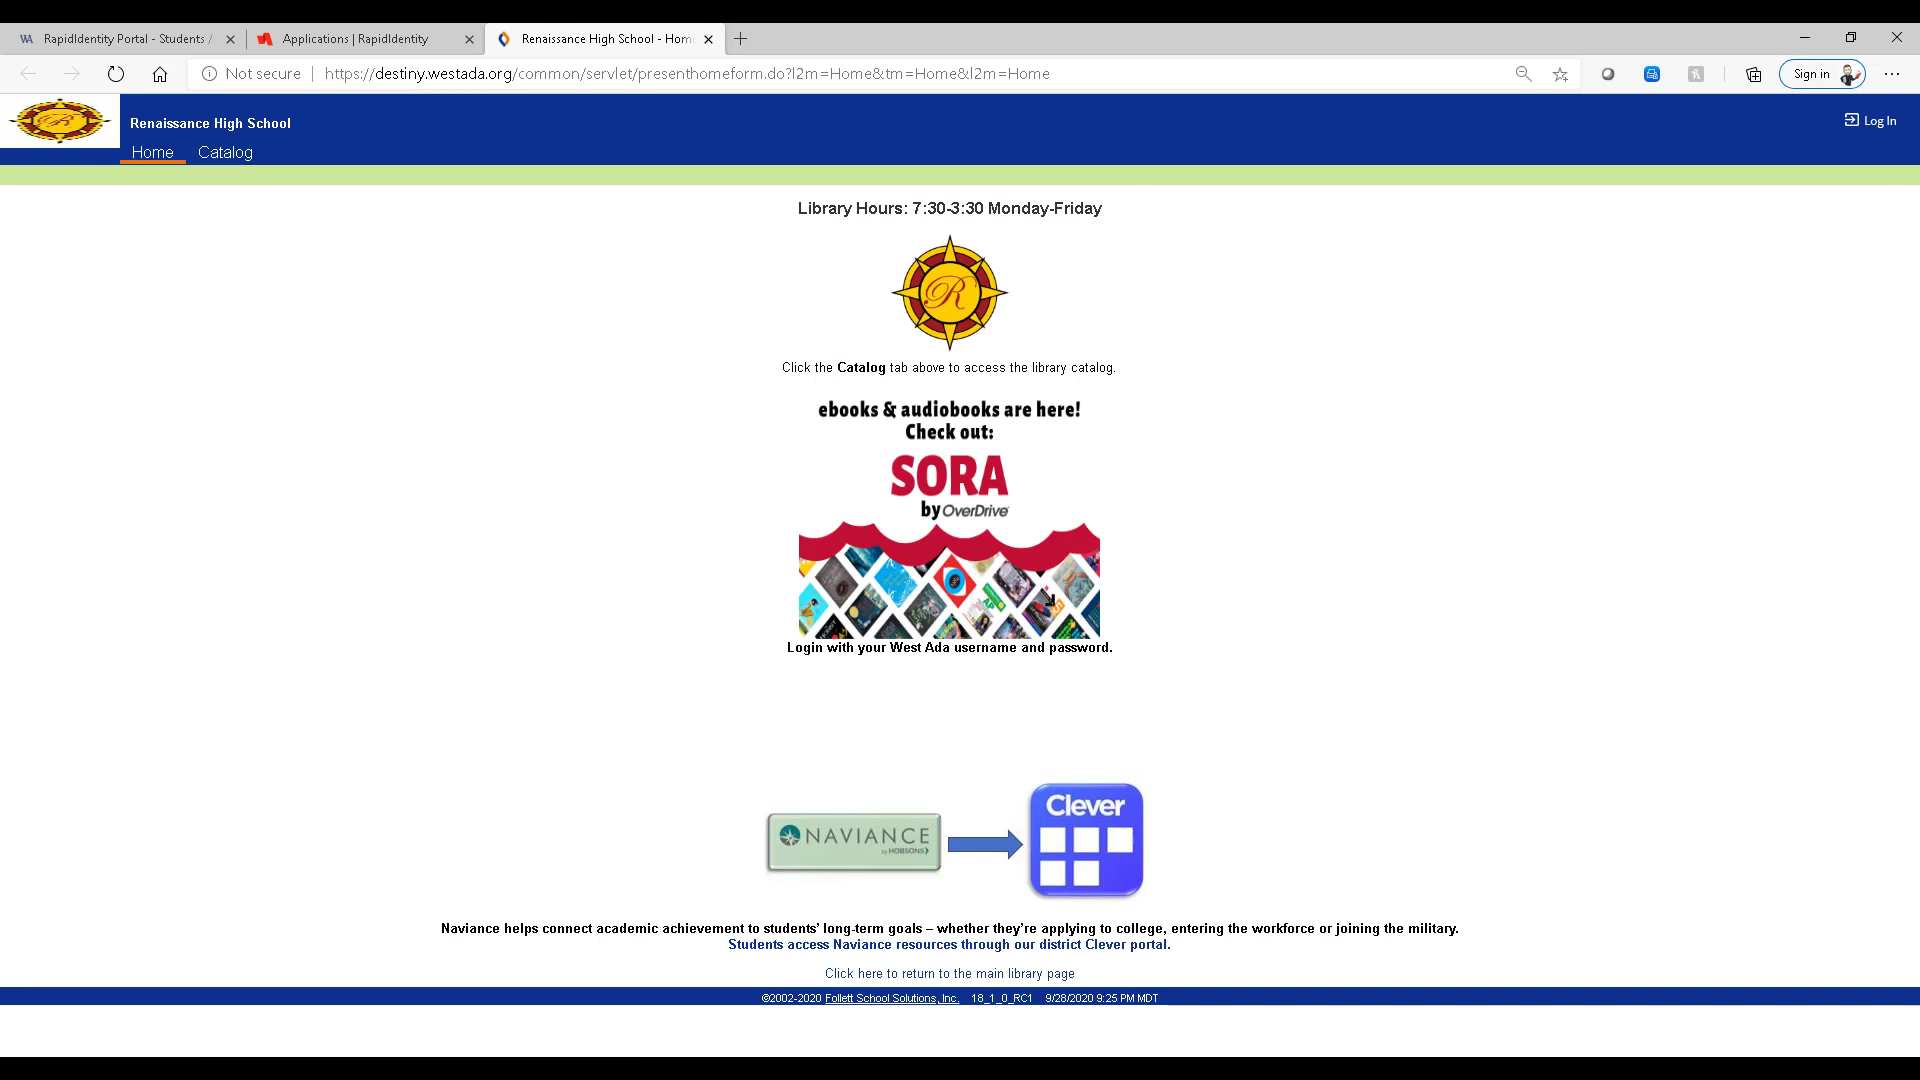 WA RapidIdentity Portal - Students /
Applications | RapidIdentity
Renaissance High School - Hom
Not secure | https://destiny.westada.org/common/servlet/presenthomeform.do?l2m=Home&tm=Home&l2m=Home
Sign in
R
Renaissance High School
Log In
Home Catalog
Library Hours: 7:30-3:30 Monday-Friday
R
Click the Catalog tab above to access the library catalog.
ebooks & audiobooks are here!
Check out:
SORA
by OverDrive
AP
Login with your West Ada username and password.
NAVIANCE
by HOBSONS
Clever
Naviance helps connect academic achievement to students' long-term goals – whether they're applying to college, entering the workforce or joining the military.
Students access Naviance resources through our district Clever portal.
Click here to return to the main library page
©2002-2020 Follett School Solutions, Inc. 18_1_0_RC1 9/28/2020 9:25 PM MDT